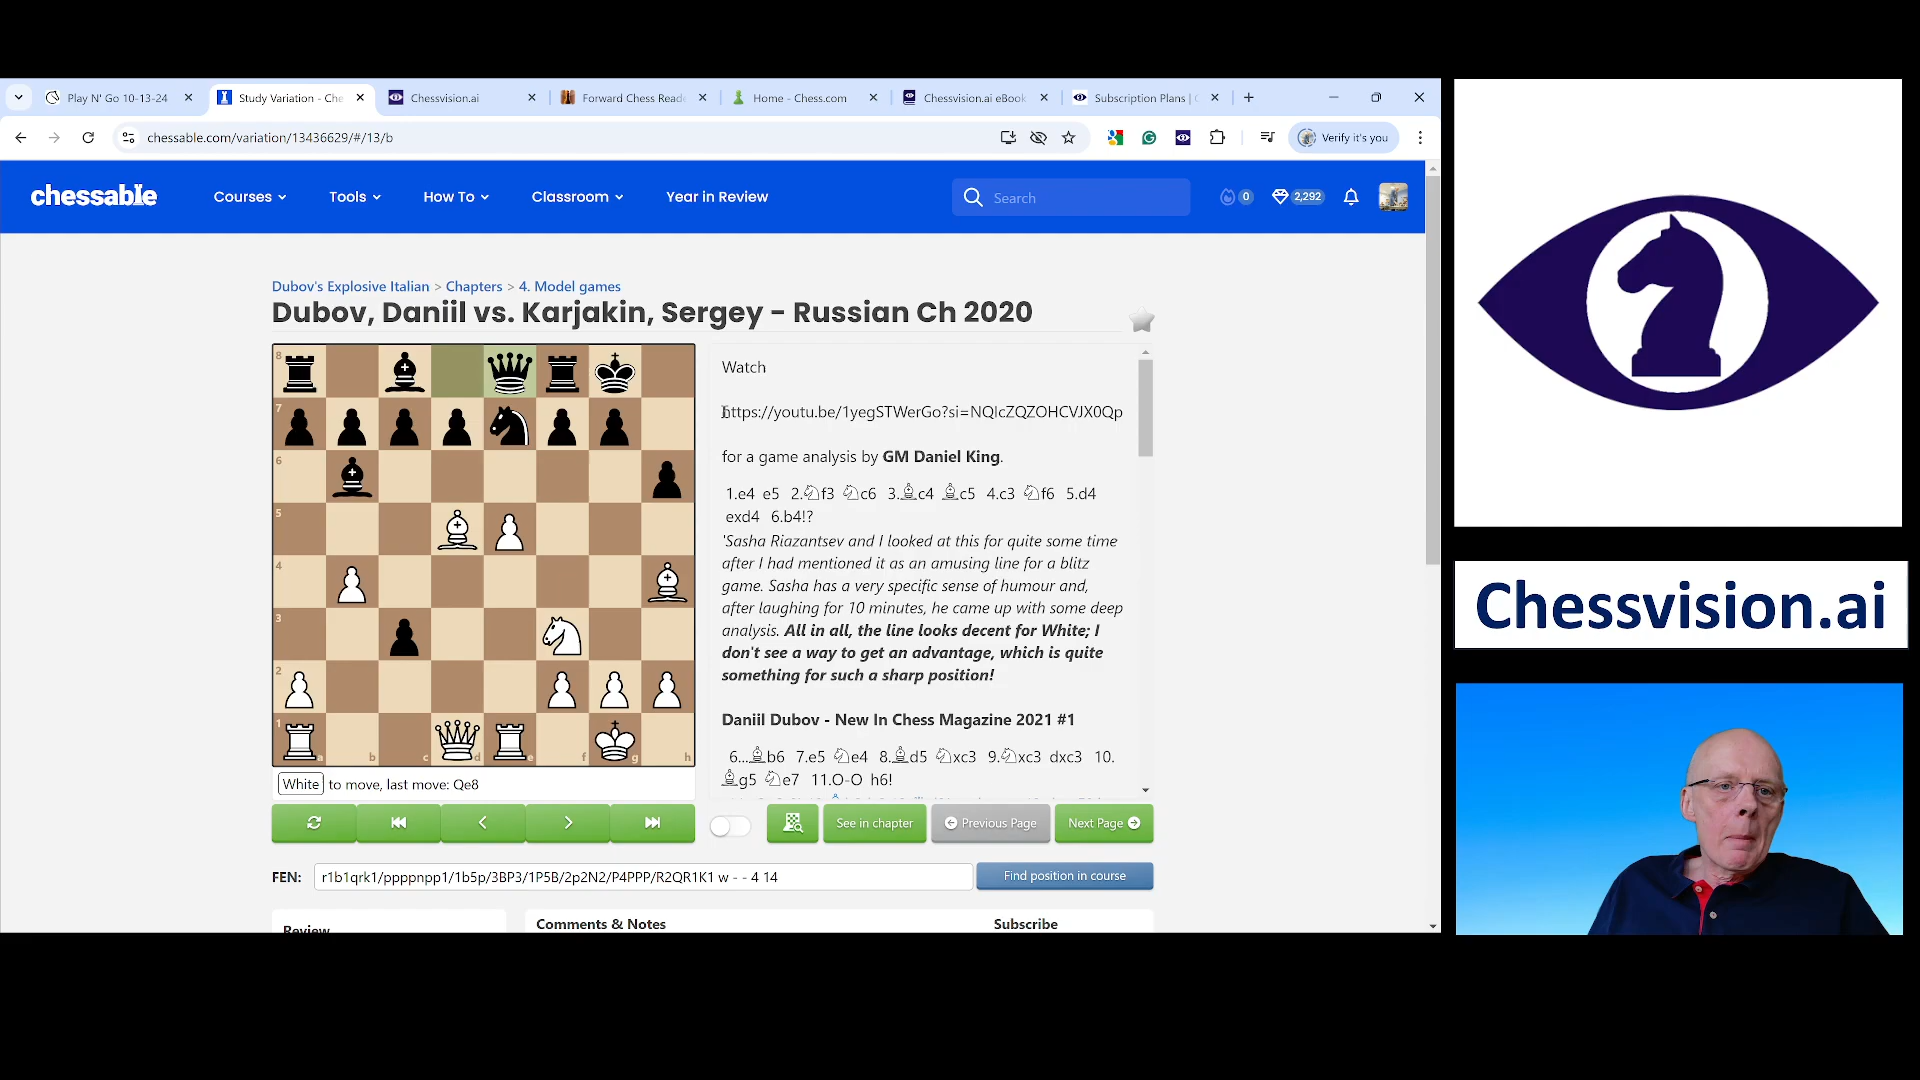 Play N' Go 10-13-24
Study Variation - Che
Chessvision.ai
Forward Chess Reade
Home - Chess.com
Chessvision.ai eBook
Subscription Plans |
chessable.com/variation/13436629/#/13/b
Verify it's you
chessable
Courses
Tools
How To
Classroom
Year in Review
Search
0
2,292
Dubov's Explosive Italian > Chapters > 4. Model games
Dubov, Daniil vs. Karjakin, Sergey - Russian Ch 2020
8
7
6
5
4
3
2
1
a b c d e f g h
White to move, last move: Qe8
Watch
https://youtu.be/1yegSTWerGo?si=NQIcZQZOHCVJX0Qp
for a game analysis by GM Daniel King.
1.e4 e5 2.♘f3 ♘c6 3.♗c4 ♗c5 4.c3 ♘f6 5.d4
exd4 6.b4!?
'Sasha Riazantsev and I looked at this for quite some time
after I had mentioned it as an amusing line for a blitz
game. Sasha has a very specific sense of humour and,
after laughing for 10 minutes, he came up with some deep
analysis. All in all, the line looks decent for White; I
don't see a way to get an advantage, which is quite
something for such a sharp position!
Daniil Dubov - New In Chess Magazine 2021 #1
6...♗b6 7.e5 ♘e4 8.♗d5 ♘xc3 9.♘xc3 dxc3 10.
♗g5 ♘e7 11.O-O h6!
See in chapter
Previous Page
Next Page
FEN:
r1b1qrk1/ppppnpp1/1b5p/3BP3/1P5B/2p2N2/P4PPP/R2QR1K1 w - - 4 14
Find position in course
Review
Comments & Notes
Subscribe
Chessvision.ai